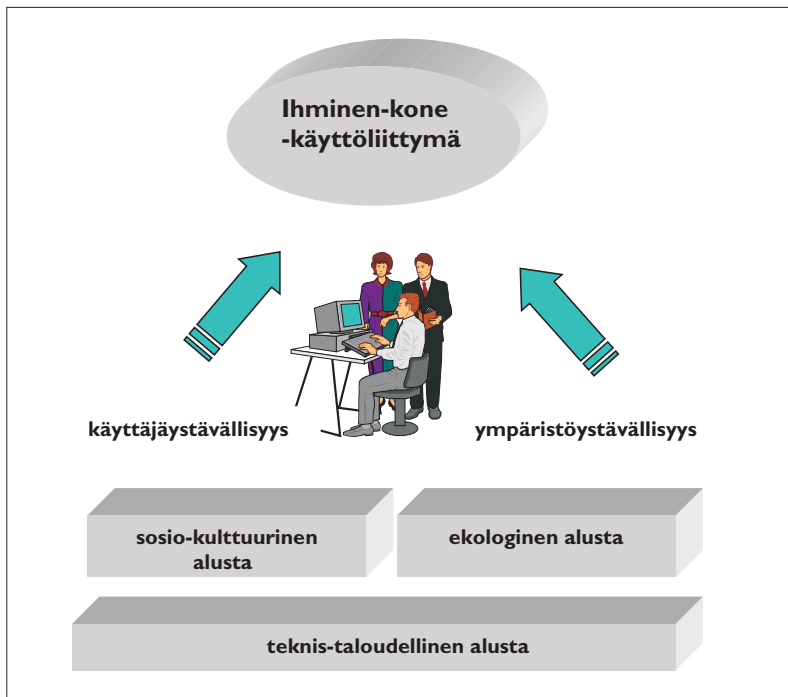 Ihminen-kone
-käyttöliittymä
käyttäjäystävällisyys
ympäristöystävällisyys
sosio-kulttuurinen
alusta
ekologinen alusta
teknis-taloudellinen alusta